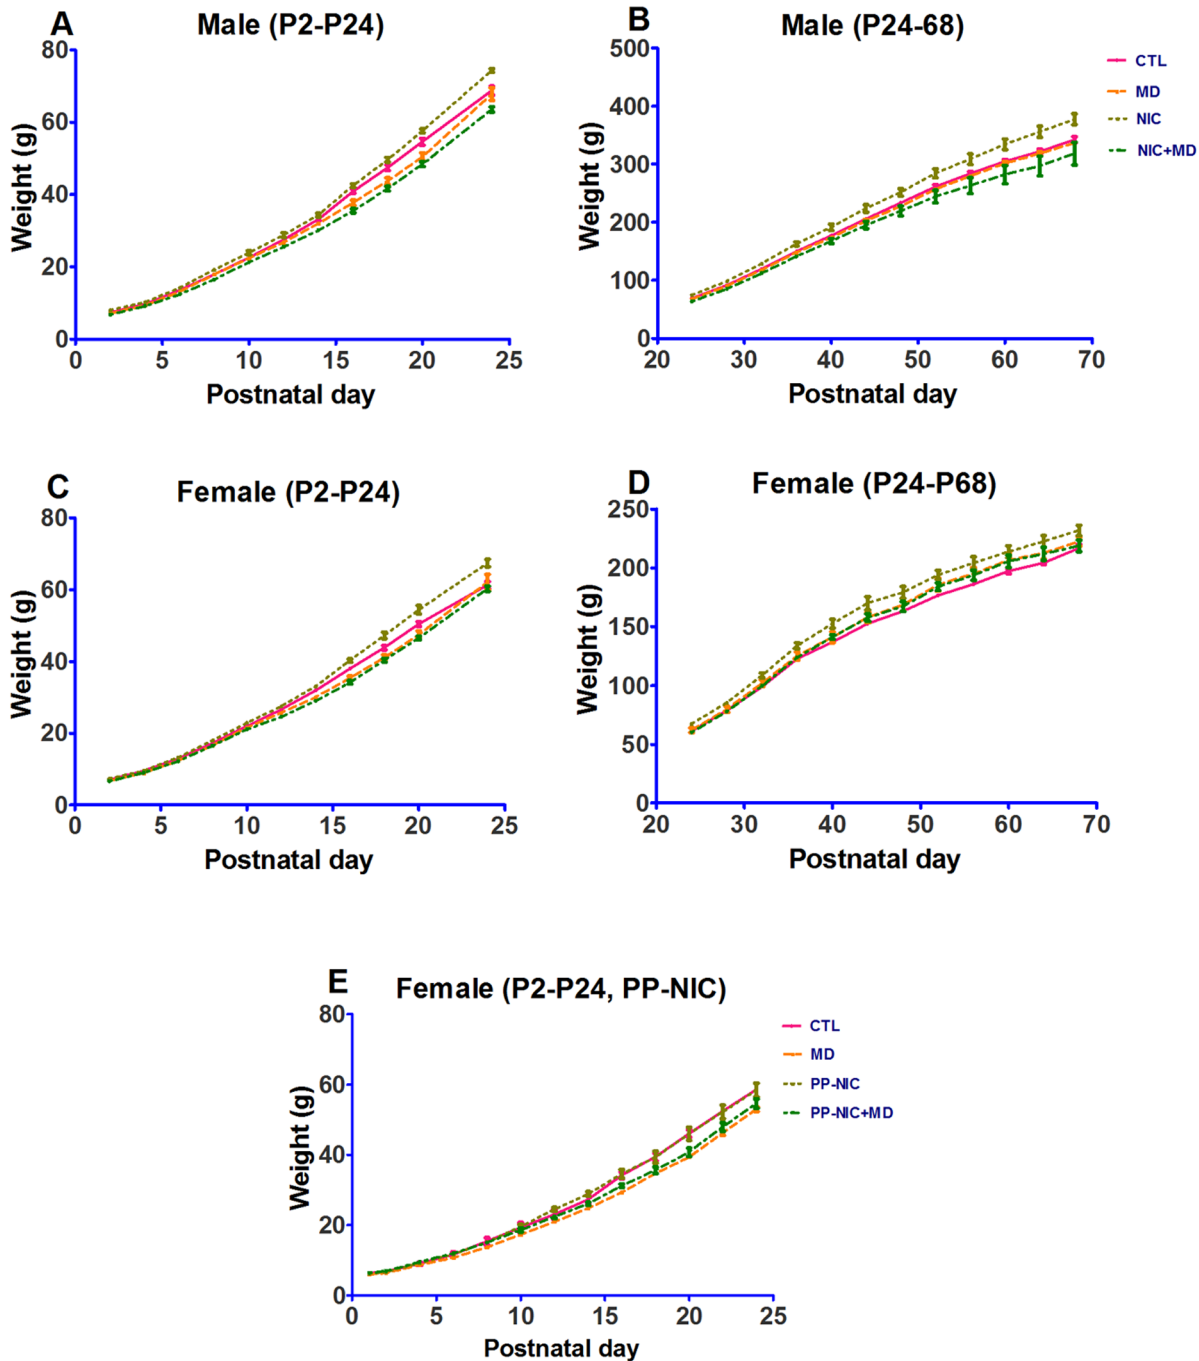 A
Male (P2-P24)
80
60
40
20
0
0 5 10 15 20 25
Weight (g)
Postnatal day
B
Male (P24-68)
500
400
300
200
100
0
20 30 40 50 60 70
Weight (g)
Postnatal day
CTL
MD
NIC
NIC+MD
C
Female (P2-P24)
80
60
40
20
0
0 5 10 15 20 25
Weight (g)
Postnatal day
D
Female (P24-P68)
250
200
150
100
50
0
20 30 40 50 60 70
Weight (g)
Postnatal day
E
Female (P2-P24, PP-NIC)
80
60
40
20
0
0 5 10 15 20 25
Weight (g)
Postnatal day
CTL
MD
PP-NIC
PP-NIC+MD